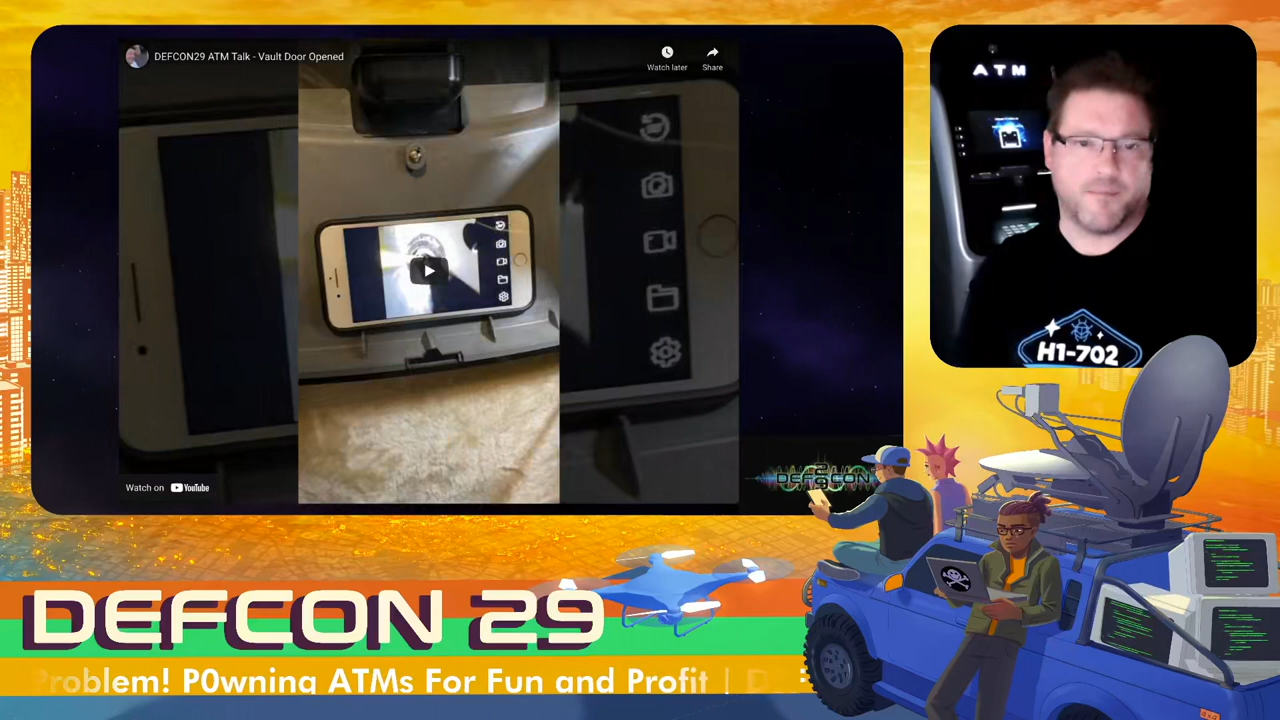 DEFCON29 ATM Talk - Vault Door Opened
Watch later
Share
ATM
H1-702
Watch on YouTube
DEFCON
29
DEFCON 29
roblem! P0wning ATMs For Fun and Profit | D